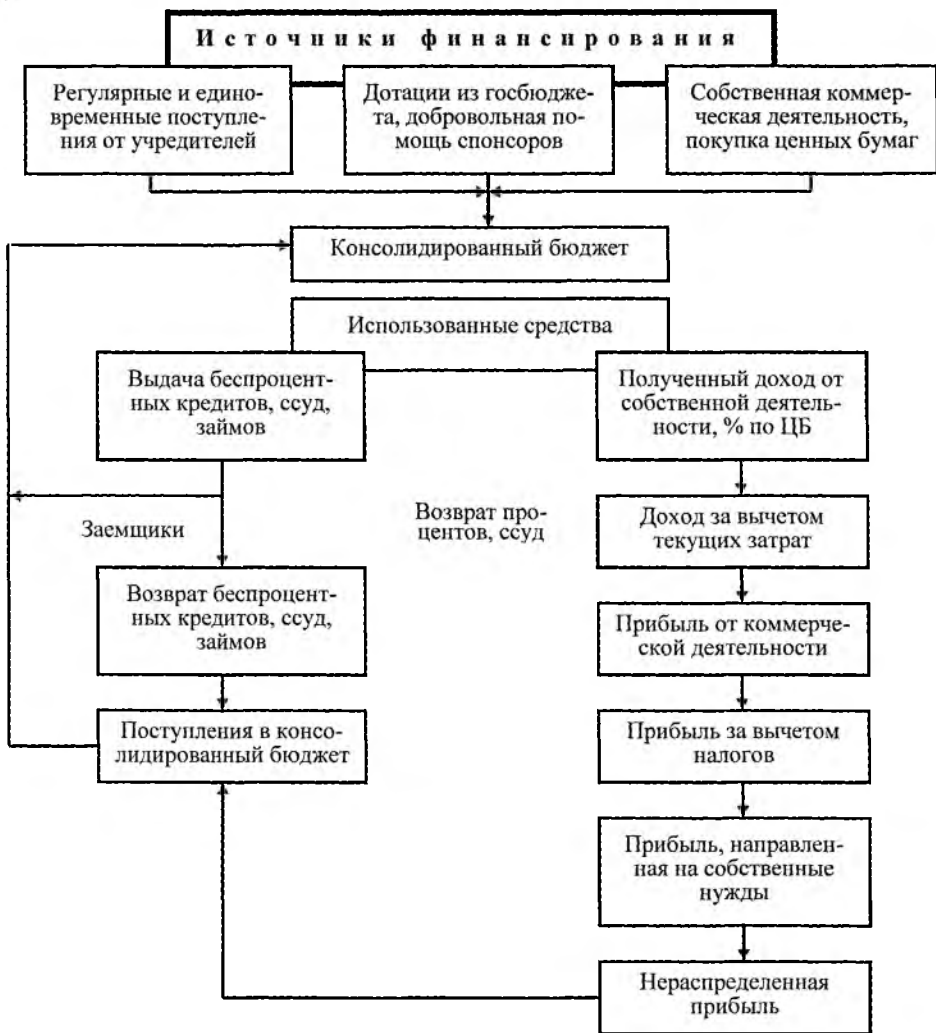 Источники финансирования
Регулярные и едино-
временные поступле-
ния от учредителей
Дотации из госбюдже-
та, добровольная по-
мощь спонсоров
Собственная коммер-
ческая деятельность,
покупка ценных бумаг
Консолидированный бюджет
Использованные средства
Выдача беспроцент-
ных кредитов, ссуд,
займов
Полученный доход от
собственной деятель-
ности, % по ЦБ
Заемщики
Возврат про-
центов, ссуд
Доход за вычетом
текущих затрат
Возврат беспроцент-
ных кредитов, ссуд,
займов
Прибыль от коммерче-
ской деятельности
Поступления в консо-
лидированный бюджет
Прибыль за вычетом
налогов
Прибыль, направлен-
ная на собственные
нужды
Нераспределенная
прибыль